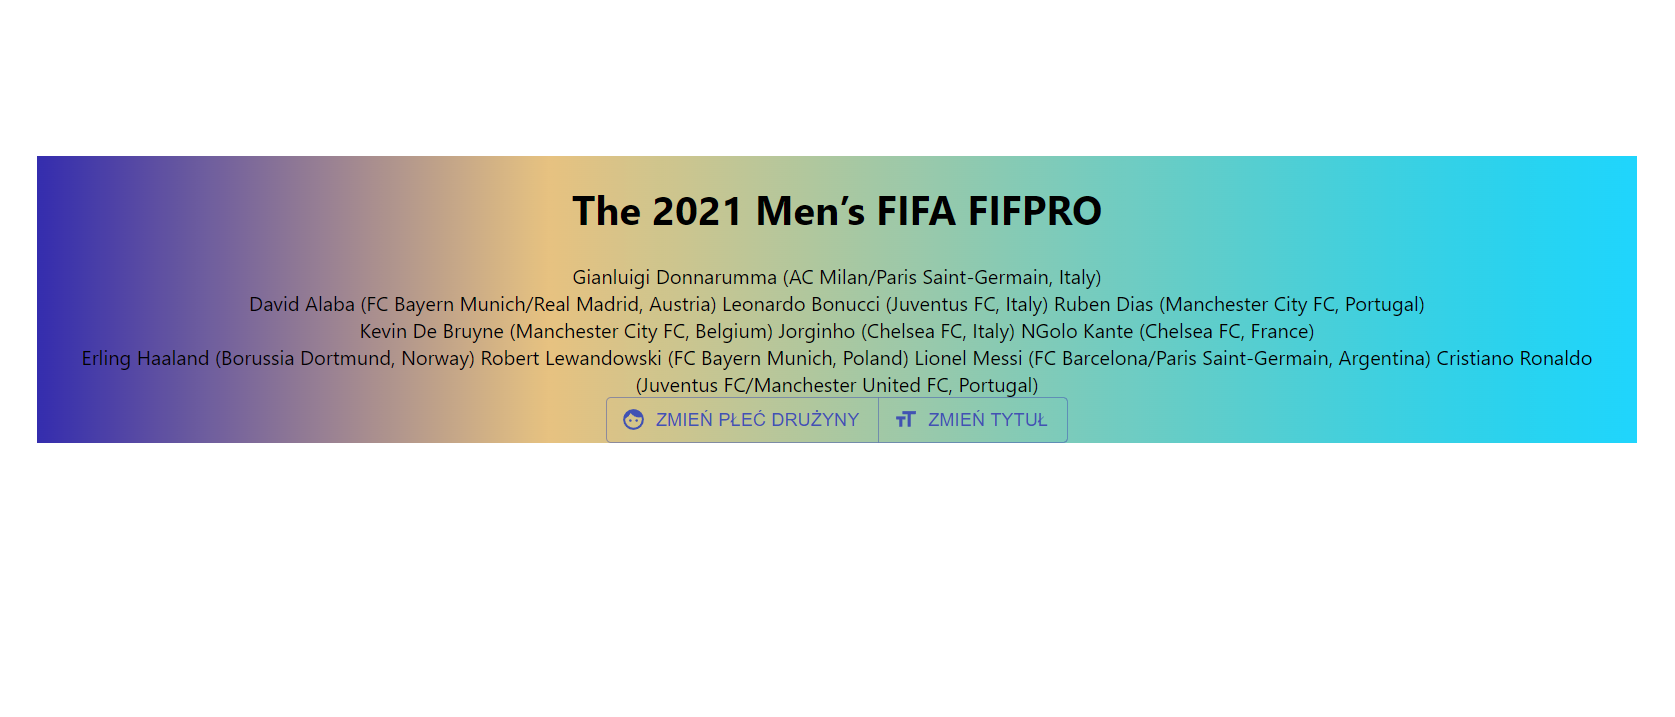 The 2021 Men’s FIFA FIFPRO
Gianluigi Donnarumma (AC Milan/Paris Saint-Germain, Italy)
David Alaba (FC Bayern Munich/Real Madrid, Austria) Leonardo Bonucci (Juventus FC, Italy) Ruben Dias (Manchester City FC, Portugal)
Kevin De Bruyne (Manchester City FC, Belgium) Jorginho (Chelsea FC, Italy) NGolo Kante (Chelsea FC, France)
Erling Haaland (Borussia Dortmund, Norway) Robert Lewandowski (FC Bayern Munich, Poland) Lionel Messi (FC Barcelona/Paris Saint-Germain, Argentina) Cristiano Ronaldo
(Juventus FC/Manchester United FC, Portugal)
ZMIEŃ PŁEĆ DRUŻYNY ZMIEŃ TYTUŁ